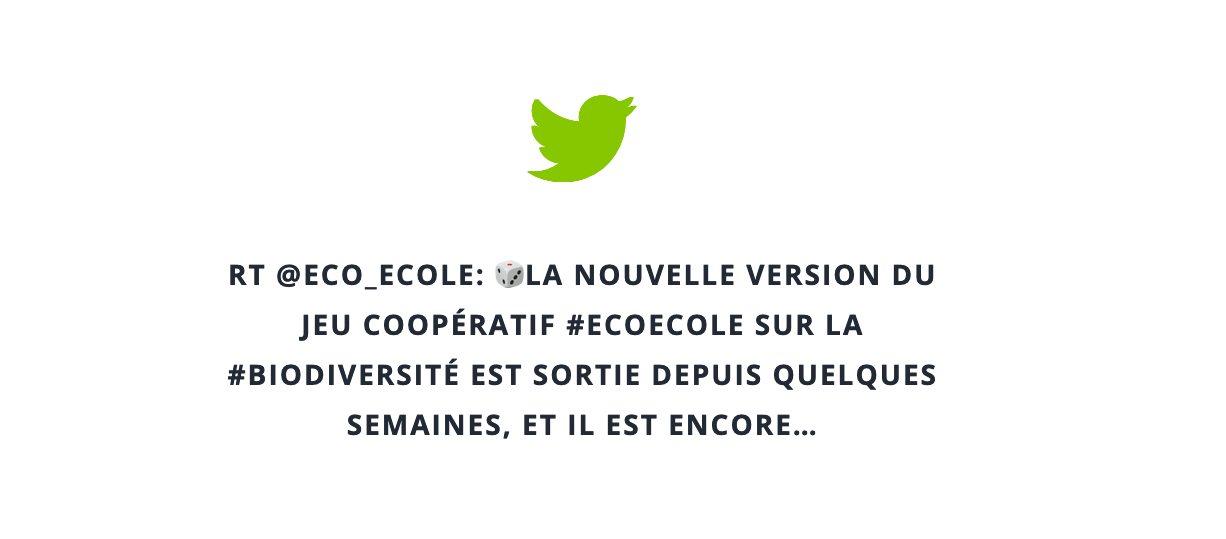 RT @ECO_ECOLE: 🎲LA NOUVELLE VERSION DU
JEU COOPÉRATIF #ECOECOLE SUR LA
#BIODIVERSITÉ EST SORTIE DEPUIS QUELQUES
SEMAINES, ET IL EST ENCORE…